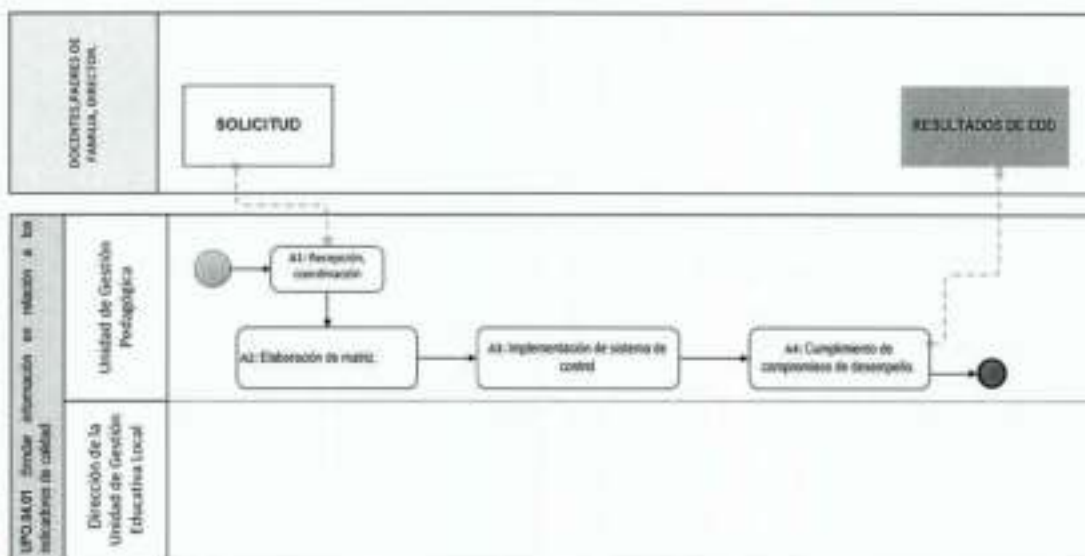 DOCENTES,PADRES DE
FAMILIA, DIRECTOR.
SOLICITUD
RESULTADOS DE CDD
UPO.04.01 Brindar información en relación a los
indicadores de calidad
Unidad de Gestión
Pedagógica
A1: Recepción,
coordinación
A2: Elaboración de matriz.
A3: Implementación de sistema de
control
A4: Cumplimiento de
compromisos de desempeño.
Dirección de la
Unidad de Gestión
Educativa Local